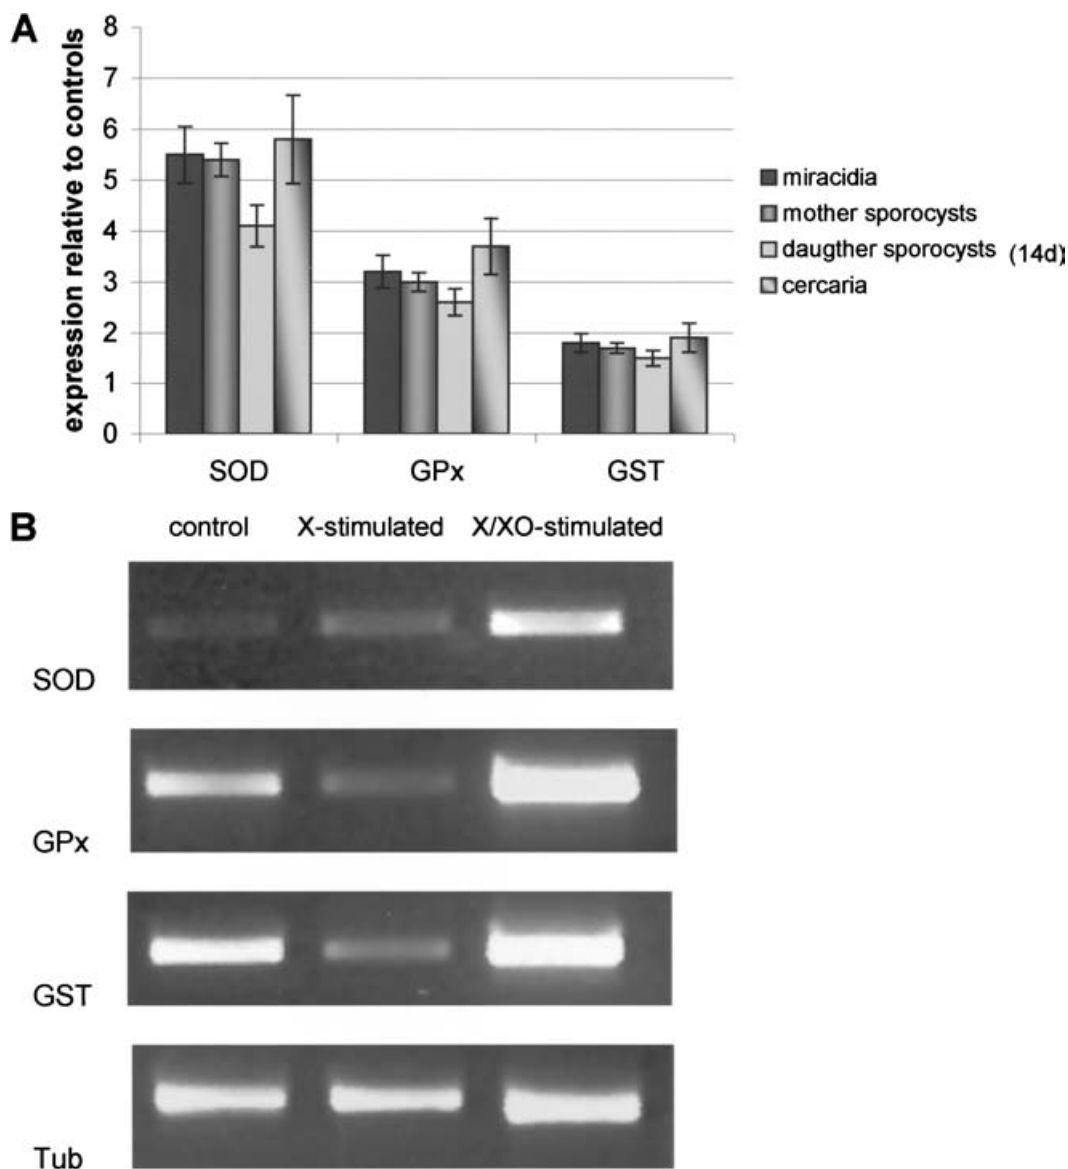 A
expression relative to controls
8
7
6
5
4
3
2
1
0
SOD GPx GST
miracidia
mother sporocysts
daugther sporocysts (14d)
cercaria
B
control X-stimulated X/XO-stimulated
SOD
GPx
GST
Tub